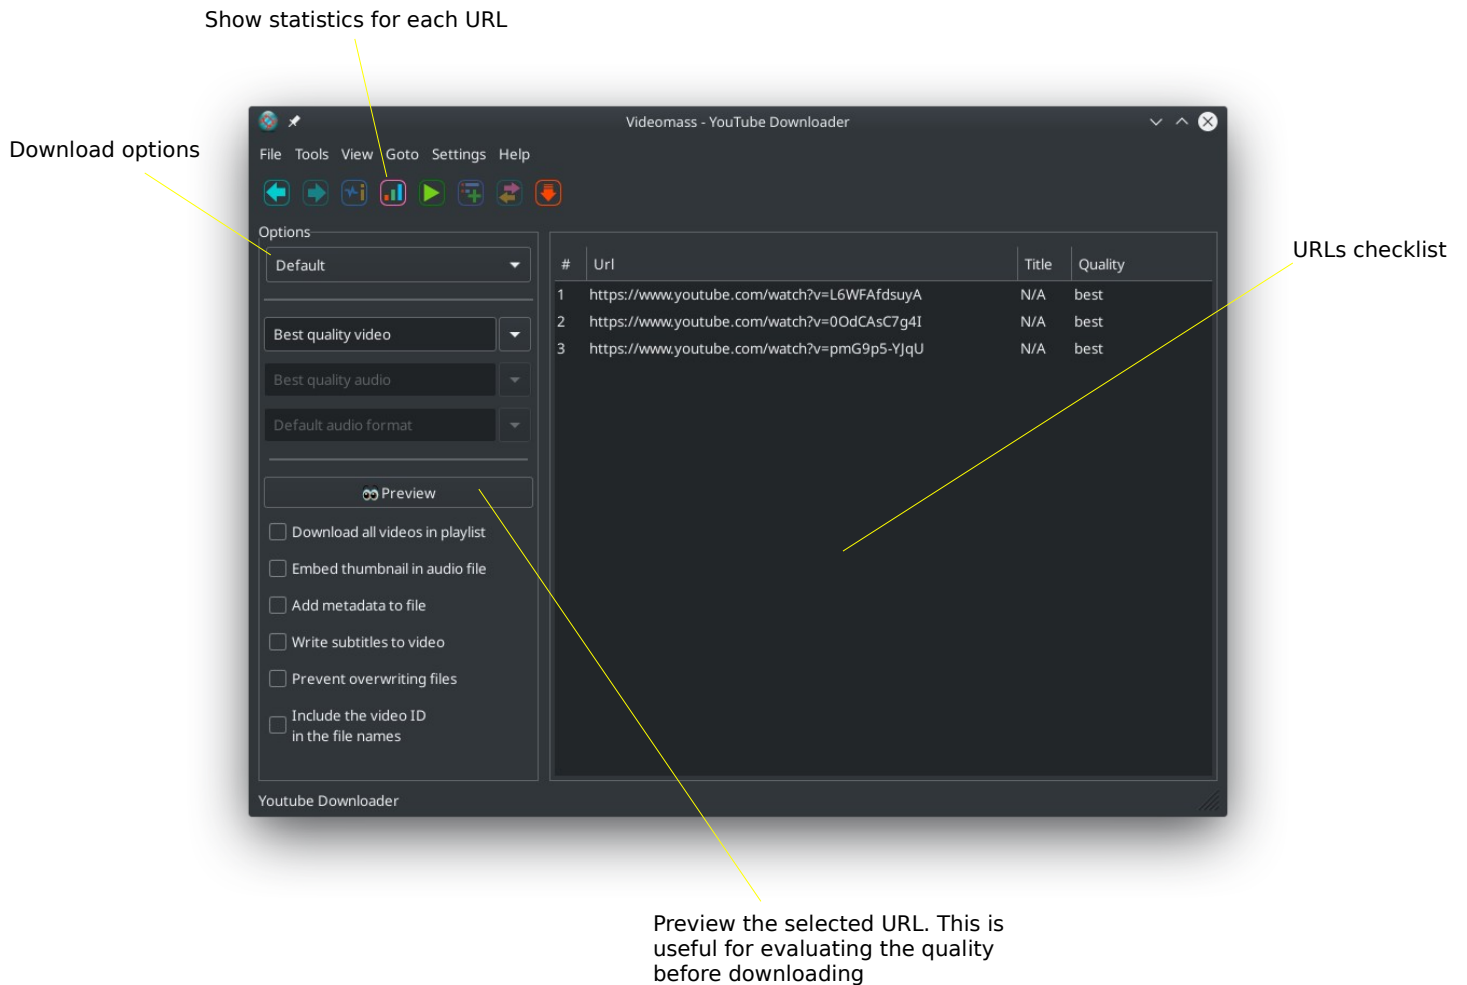 Show statistics for each URL
Videomass - YouTube Downloader
Download options
File Tools View Goto Settings Help
Options
Default
URLs checklist
# Url Title Quality
1 https://www.youtube.com/watch?v=L6WFAfdsuyA N/A best
2 https://www.youtube.com/watch?v=0OdCAsC7g4I N/A best
3 https://www.youtube.com/watch?v=pmG9p5-YJqU N/A best
Best quality video
Best quality audio
Default audio format
Preview
Download all videos in playlist
Embed thumbnail in audio file
Add metadata to file
Write subtitles to video
Prevent overwriting files
Include the video ID
in the file names
Youtube Downloader
Preview the selected URL. This is
useful for evaluating the quality
before downloading